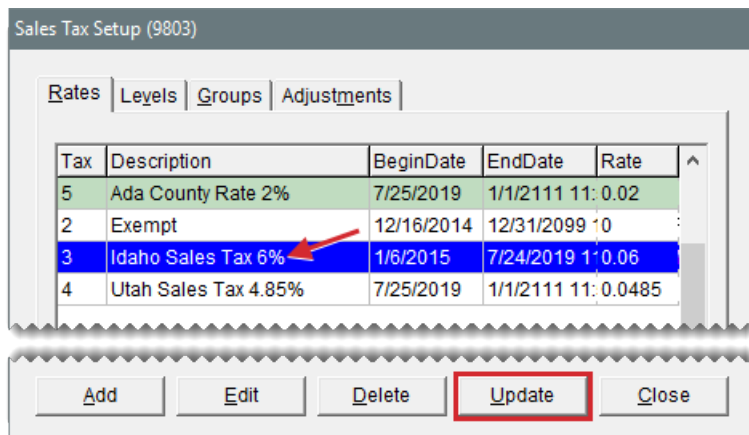 Sales Tax Setup (9803)
Rates Levels Groups Adjustments
Tax Description BeginDate EndDate Rate
5 Ada County Rate 2% 7/25/2019 1/1/2111 11: 0.02
2 Exempt 12/16/2014 12/31/2099 0
3 Idaho Sales Tax 6% 1/6/2015 7/24/2019 1 0.06
4 Utah Sales Tax 4.85% 7/25/2019 1/1/2111 11: 0.0485
Add Edit Delete Update Close